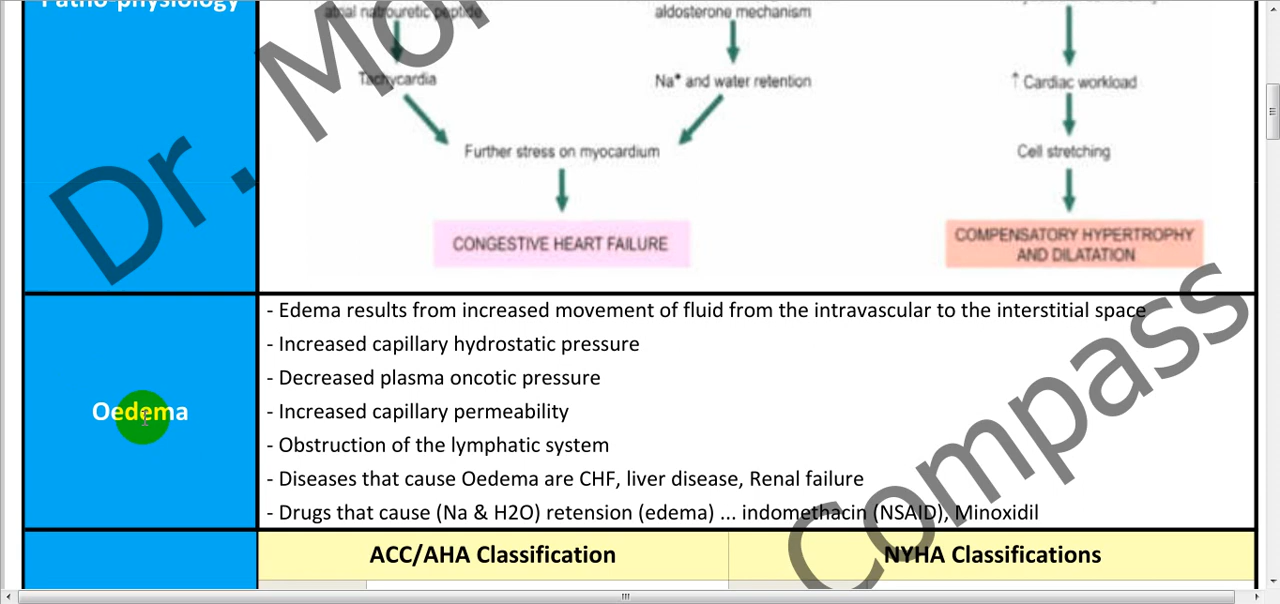 Patho-physiology
atrial natrouretic peptide
aldosterone mechanism
Tachycardia
Na⁺ and water retention
↑ Cardiac workload
Further stress on myocardium
Cell stretching
CONGESTIVE HEART FAILURE
COMPENSATORY HYPERTROPHY
AND DILATATION
Oedema
- Edema results from increased movement of fluid from the intravascular to the interstitial space
- Increased capillary hydrostatic pressure
- Decreased plasma oncotic pressure
- Increased capillary permeability
- Obstruction of the lymphatic system
- Diseases that cause Oedema are CHF, liver disease, Renal failure
- Drugs that cause (Na & H2O) retension (edema) ... indomethacin (NSAID), Minoxidil
ACC/AHA Classification
NYHA Classifications
Dr.
Compass